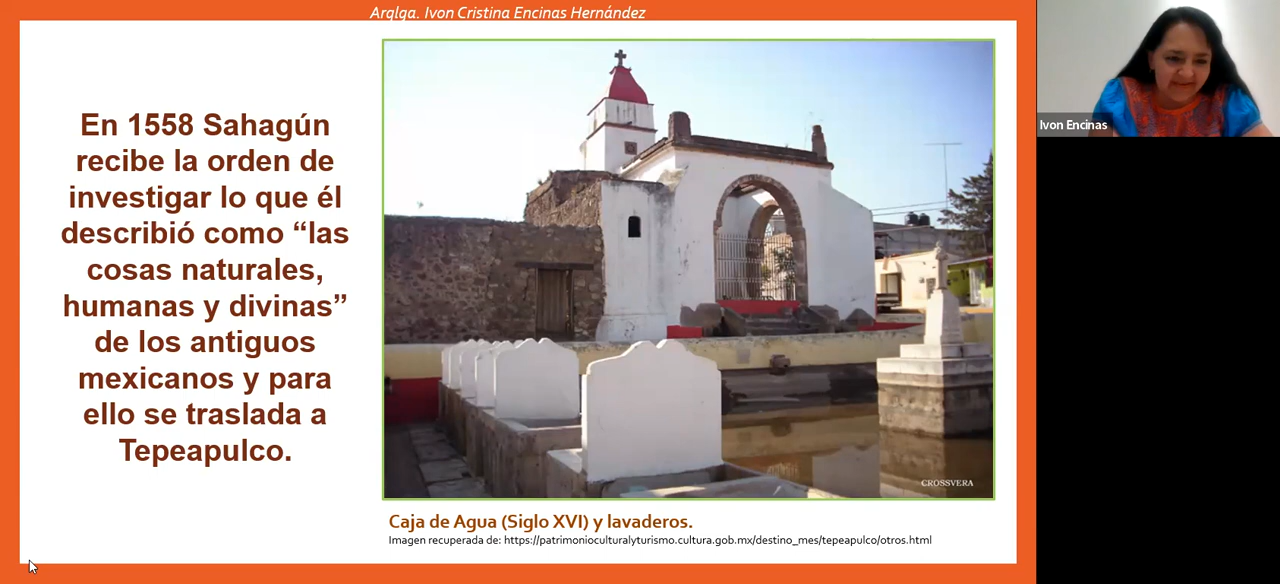 Arqlga. Ivon Cristina Encinas Hernández
En 1558 Sahagún
recibe la orden de
investigar lo que él
describió como “las
cosas naturales,
humanas y divinas”
de los antiguos
mexicanos y para
ello se traslada a
Tepeapulco.
CROSSVERA
Caja de Agua (Siglo XVI) y lavaderos.
Imagen recuperada de: https://patrimonioculturalyturismo.cultura.gob.mx/destino_mes/tepeapulco/otros.html
Ivon Encinas